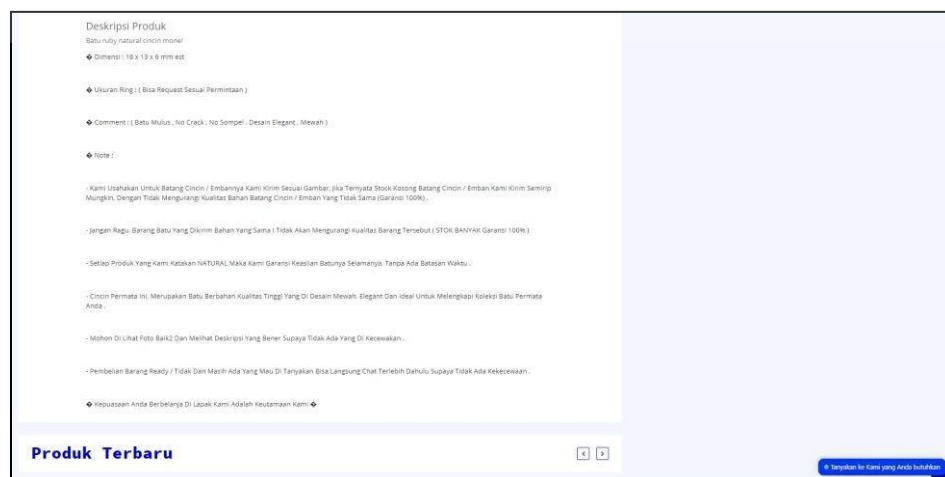 Deskripsi Produk
Batu ruby natural cincin monel
� Dimensi : 16 x 13 x 6 mm est
� Ukuran Ring : ( Bisa Request Sesuai Permintaan )
� Comment : ( Batu Mulus , No Crack , No Sompel , Desain Elegant , Mewah )
� Note :
- Kami Usahakan Untuk Batang Cincin / Embannya Kami Kirim Sesuai Gambar, Jika Ternyata Stock Kosong Batang Cincin / Emban Kami Kirim Semirip
Mungkin, Dengan Tidak Mengurangi Kualitas Bahan Batang Cincin / Emban Yang Tidak Sama (Garansi 100%) .
- Jangan Ragu, Barang Batu Yang Dikirim Bahan Yang Sama ! Tidak Akan Mengurangi Kualitas Barang Tersebut ( STOK BANYAK Garansi 100% )
- Setiap Produk Yang Kami Katakan NATURAL Maka Kami Garansi Keaslian Batunya Selamanya, Tanpa Ada Batasan Waktu .
- Cincin Permata Ini, Merupakan Batu Berbahan Kualitas Tinggi Yang Di Desain Mewah, Elegant Dan Ideal Untuk Melengkapi Koleksi Batu Permata
Anda .
- Mohon Di Lihat Foto Baik2 Dan Melihat Deskripsi Yang Bener Supaya Tidak Ada Yang Di Kecewakan .
- Pembelian Barang Ready / Tidak Dan Masih Ada Yang Mau Di Tanyakan Bisa Langsung Chat Terlebih Dahulu Supaya Tidak Ada Kekecewaan .
� Kepuasaan Anda Berbelanja Di Lapak Kami Adalah Keutamaan Kami �
Produk Terbaru
Tanyakan ke Kami yang Anda butuhkan